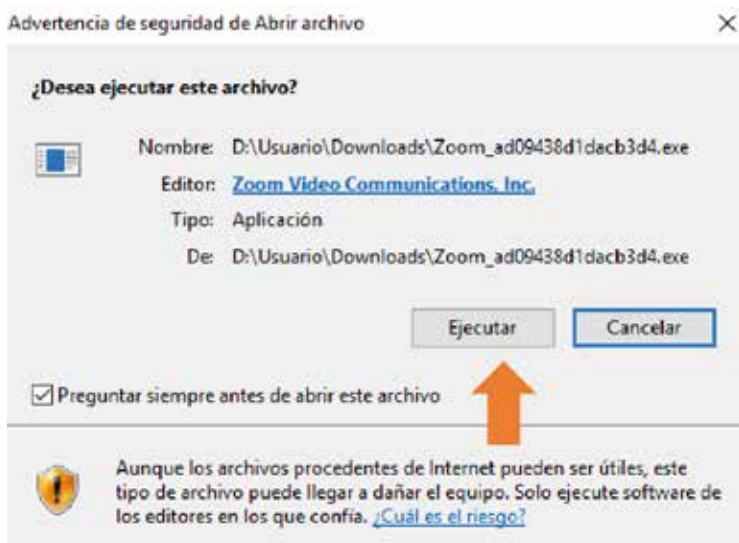 Advertencia de seguridad de Abrir archivo
¿Desea ejecutar este archivo?
Nombre: D:\Usuario\Downloads\Zoom_ad09438d1dacb3d4.exe
Editor: Zoom Video Communications, Inc.
Tipo: Aplicación
De: D:\Usuario\Downloads\Zoom_ad09438d1dacb3d4.exe
Ejecutar Cancelar
Preguntar siempre antes de abrir este archivo
Aunque los archivos procedentes de Internet pueden ser útiles, este
tipo de archivo puede llegar a dañar el equipo. Solo ejecute software de
los editores en los que confía. ¿Cuál es el riesgo?